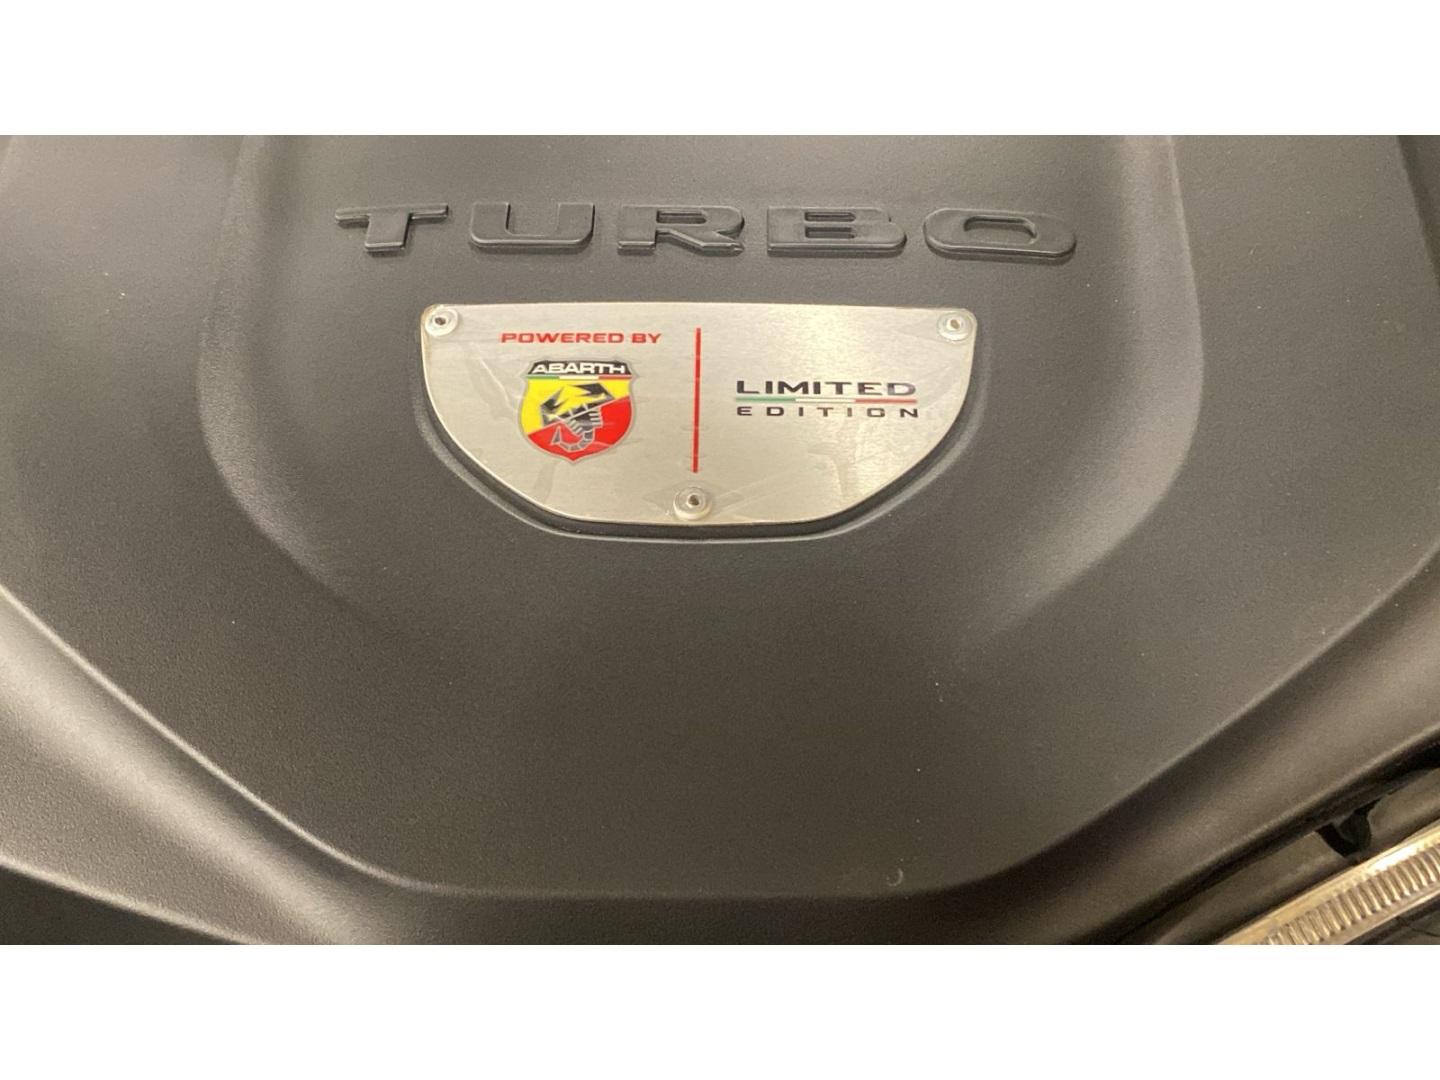 TURBO
POWERED BY
ABARTH
LIMITED
EDITION